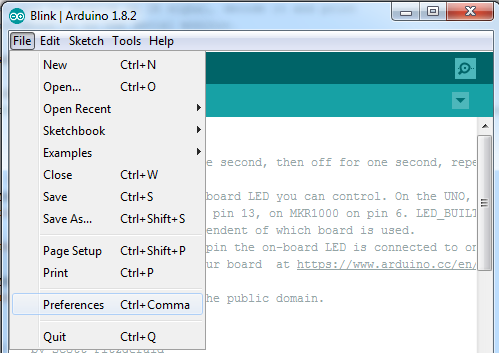 Blink | Arduino 1.8.2
File Edit Sketch Tools Help
New Ctrl+N
Open... Ctrl+O
Open Recent
Sketchbook
Examples
Close Ctrl+W
Save Ctrl+S
Save As... Ctrl+Shift+S
Page Setup Ctrl+Shift+P
Print Ctrl+P
Preferences Ctrl+Comma
Quit Ctrl+Q
e second, then off for one second, repe
board LED you can control. On the UNO,
pin 13, on MKR1000 on pin 6. LED_BUILT
endent of which board is used.
pin the on-board LED is connected to on
ur board at https://www.arduino.cc/en/
he public domain.